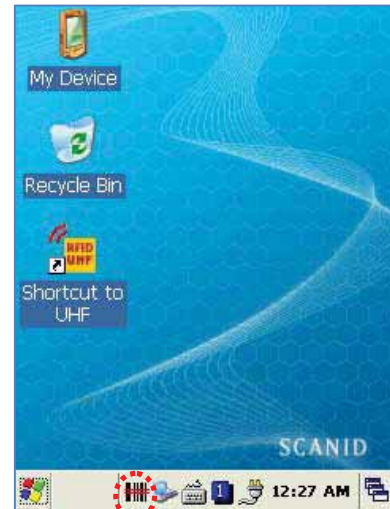 My Device
Recycle Bin
RFID
UHF
Shortcut to
UHF
SCANID
1
12:27 AM